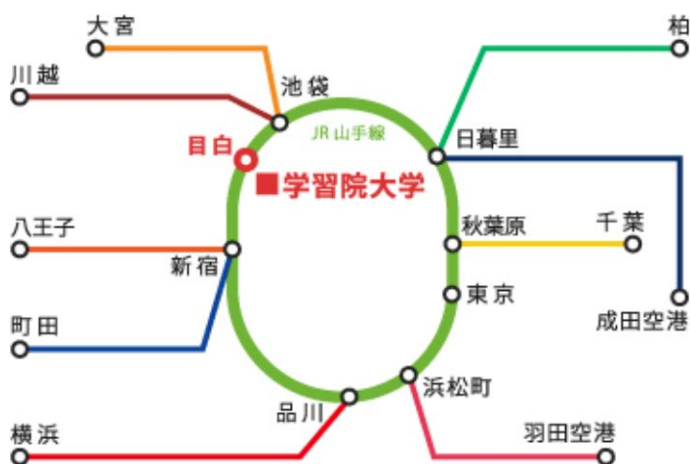 大宮
柏
川越
池袋
JR山手線
目白
日暮里
■学習院大学
八王子
秋葉原
千葉
新宿
東京
町田
成田空港
浜松町
品川
横浜
羽田空港